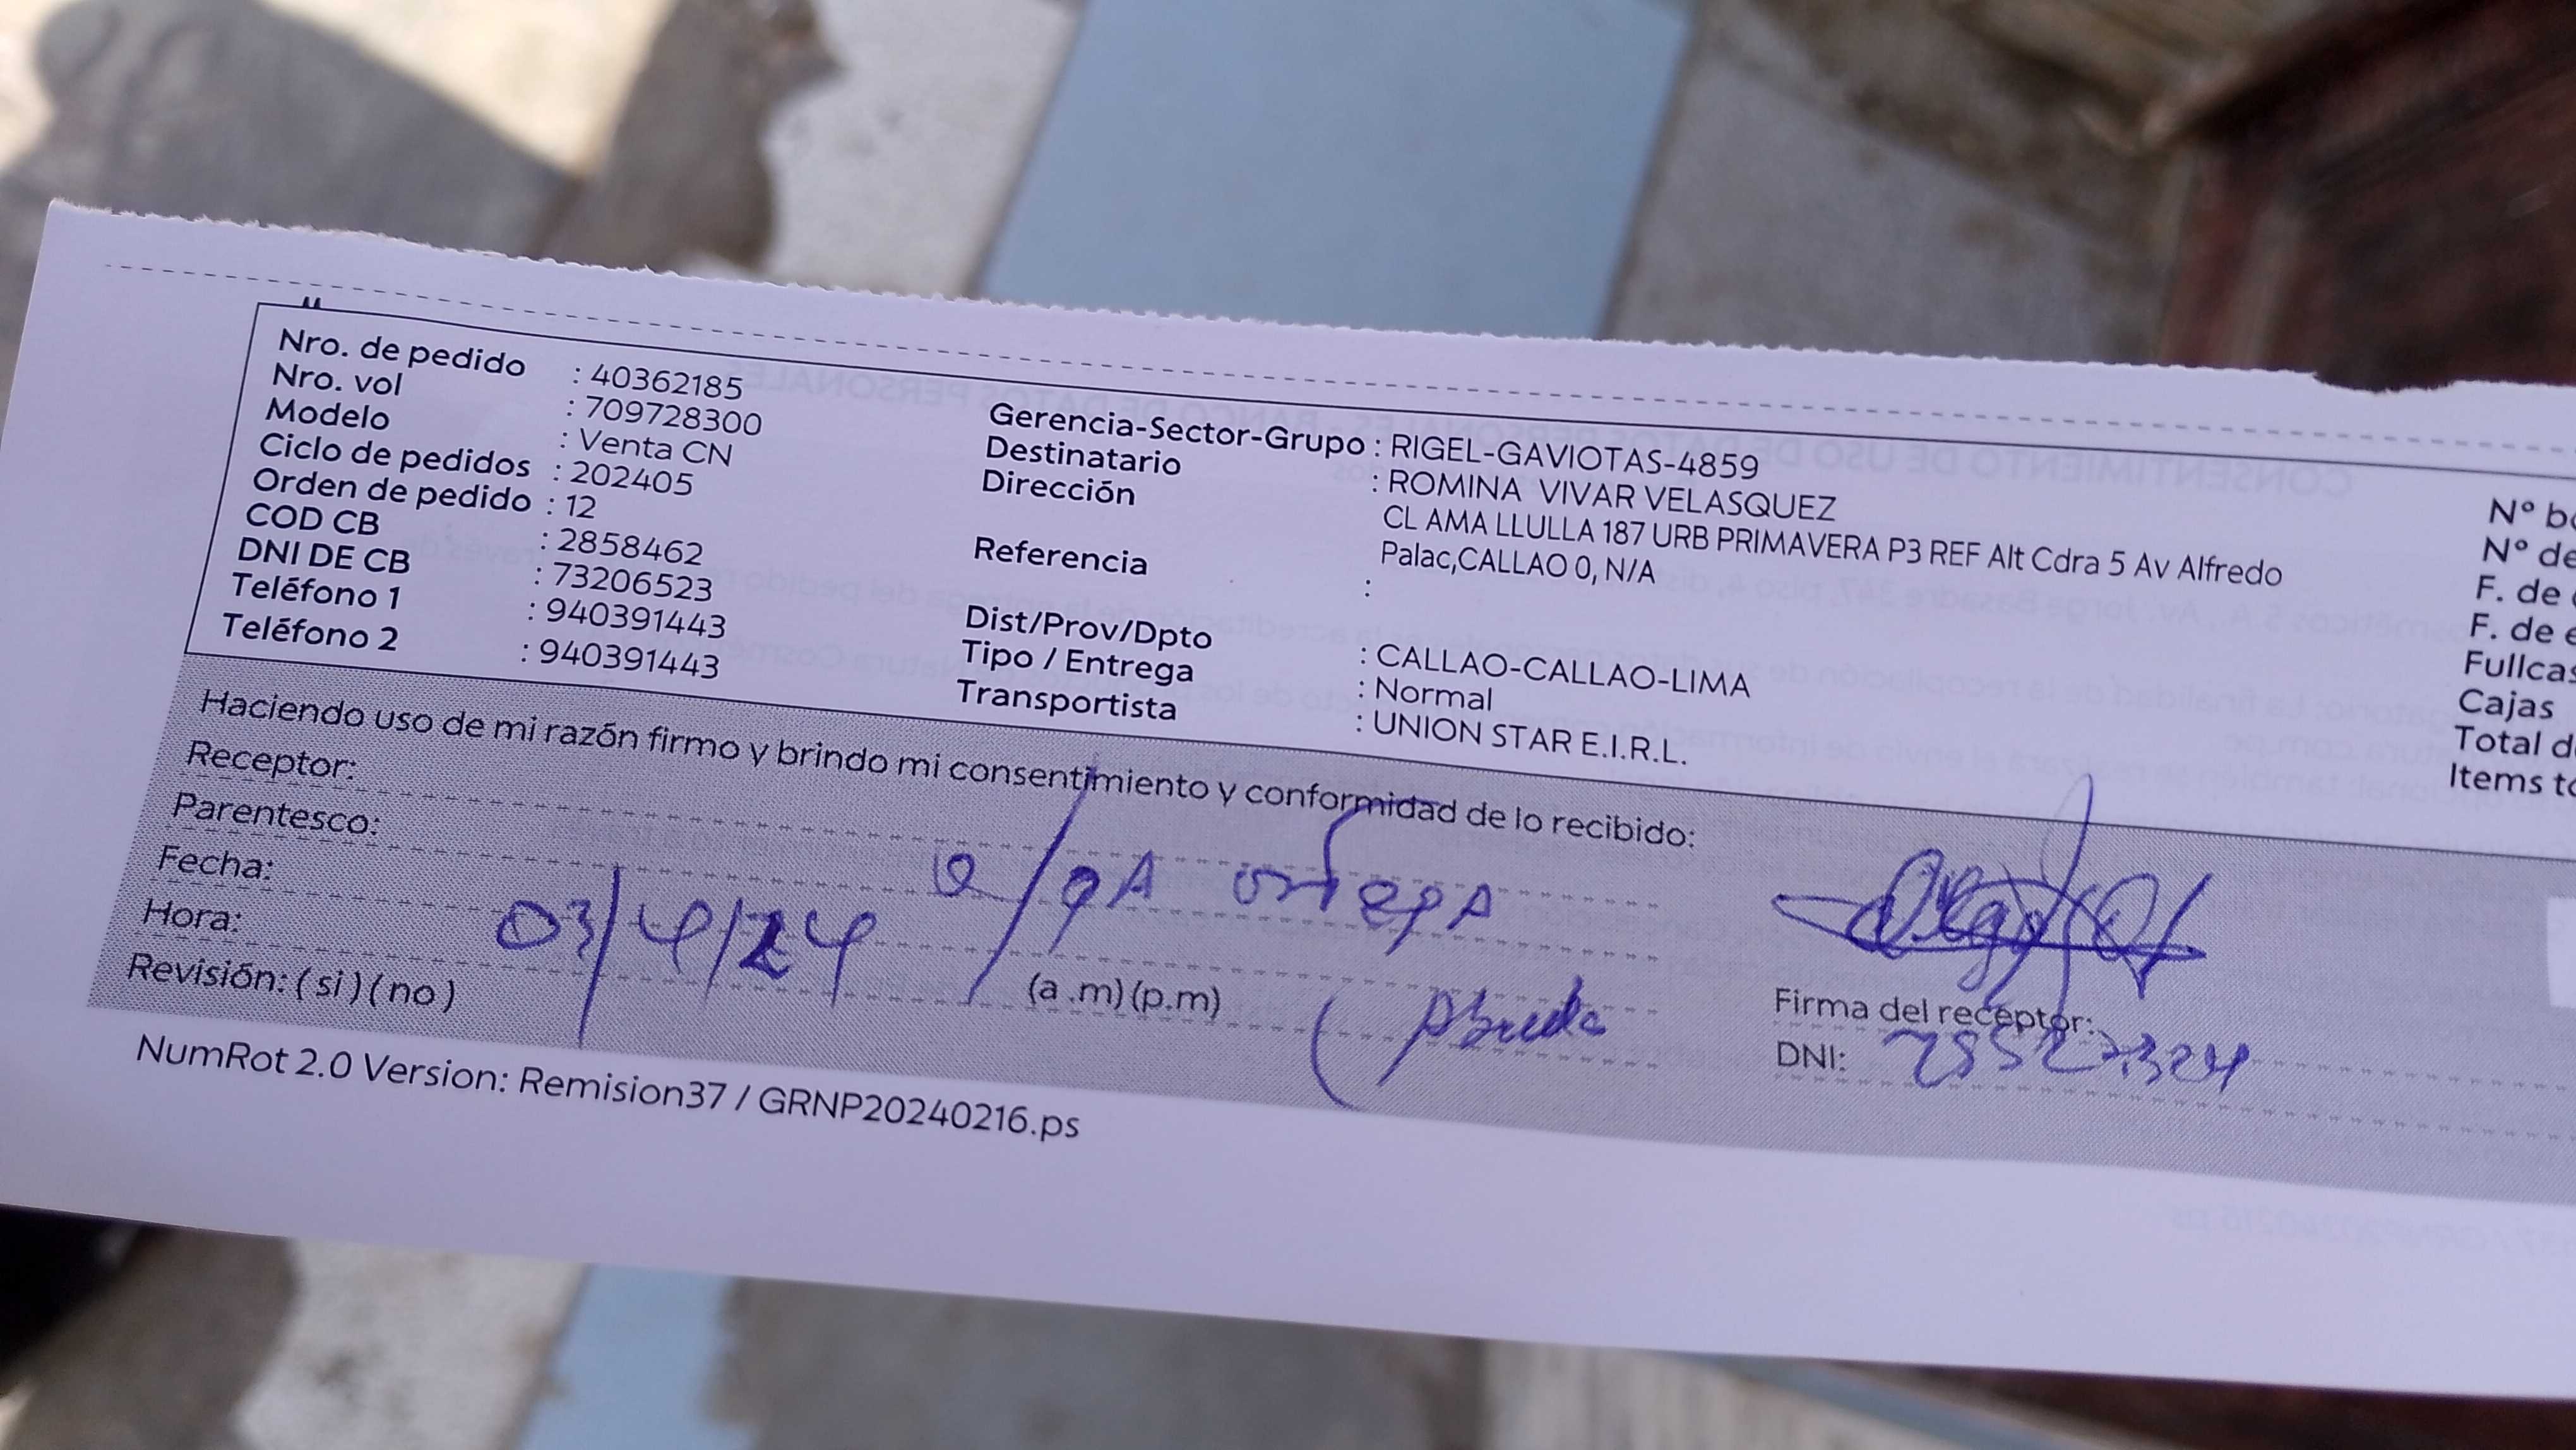 Nro. de pedido : 40362185
Nro. vol : 709728300
Modelo : Venta CN
Ciclo de pedidos : 202405
Orden de pedido : 12
COD CB : 2858462
DNI DE CB : 73206523
Teléfono 1 : 940391443
Teléfono 2 : 940391443
Gerencia-Sector-Grupo : RIGEL-GAVIOTAS-4859
Destinatario : ROMINA VIVAR VELASQUEZ
Dirección CL AMA LLULLA 187 URB PRIMAVERA P3 REF Alt Cdra 5 Av Alfredo
Palac,CALLAO 0, N/A
Referencia :
Dist/Prov/Dpto : CALLAO-CALLAO-LIMA
Tipo / Entrega : Normal
Transportista : UNION STAR E.I.R.L.
Nº
Nº de
F. de
F. de
Cajas
Total
Items
Haciendo uso de mi razón firmo y brindo mi consentimiento y conformidad de lo recibido:
Receptor:
Parentesco: olgA ortegA
Fecha: 03/4/24
Hora: (a .m) (p.m)
Revisión: ( si ) ( no )
Firma del receptor:
DNI:
NumRot 2.0 Version: Remision37 / GRNP20240216.ps